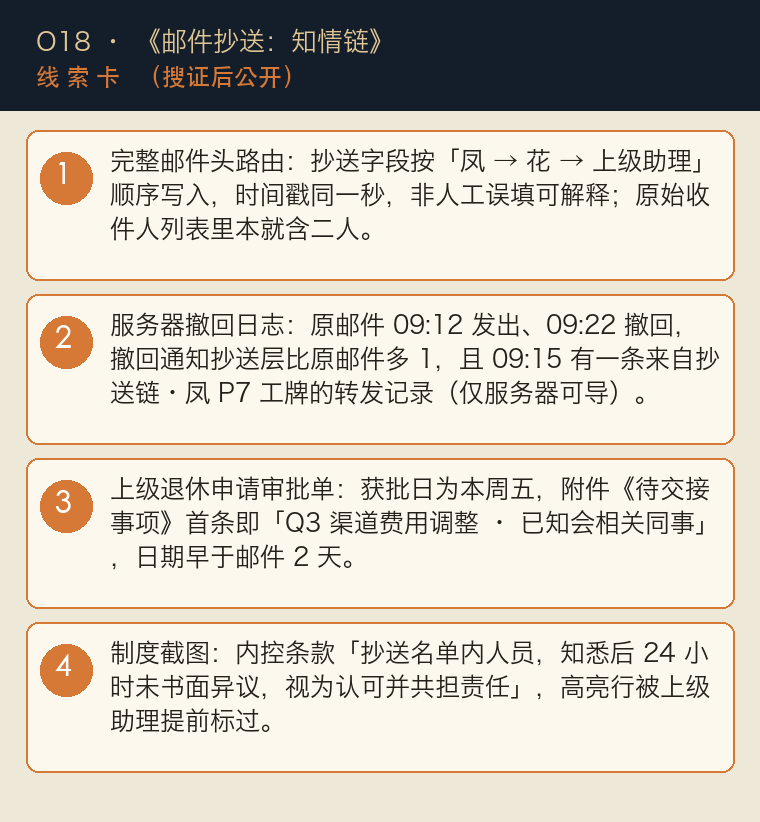 O18 · 《邮件抄送：知情链》
线索卡 （搜证后公开）
1
完整邮件头路由：抄送字段按「凤 → 花 → 上级助理」
顺序写入，时间戳同一秒，非人工误填可解释；原始收
件人列表里本就含二人。
2
服务器撤回日志：原邮件 09:12 发出、09:22 撤回，
撤回通知抄送层比原邮件多 1，且 09:15 有一条来自抄
送链・凤 P7 工牌的转发记录（仅服务器可导）。
3
上级退休申请审批单：获批日为本周五，附件《待交接
事项》首条即「Q3 渠道费用调整 · 已知会相关同事」
，日期早于邮件 2 天。
4
制度截图：内控条款「抄送名单内人员，知悉后 24 小
时未书面异议，视为认可并共担责任」，高亮行被上级
助理提前标过。